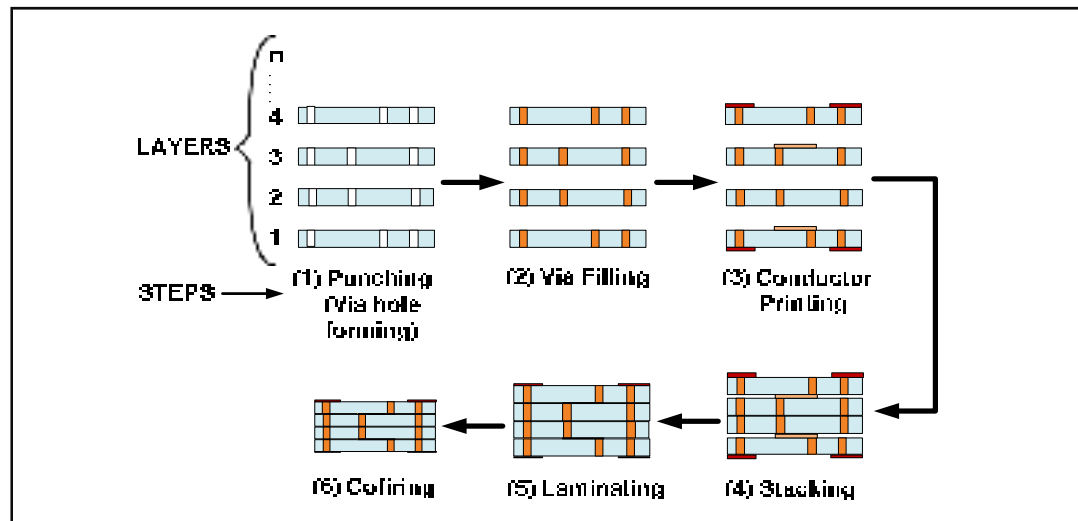 n
4
LAYERS
3
2
1
STEPS
(1) Punching
(Via hole
forming)
(2) Via Filling
(3) Conductor
Printing
(6) Cofiring
(5) Laminating
(4) Stacking